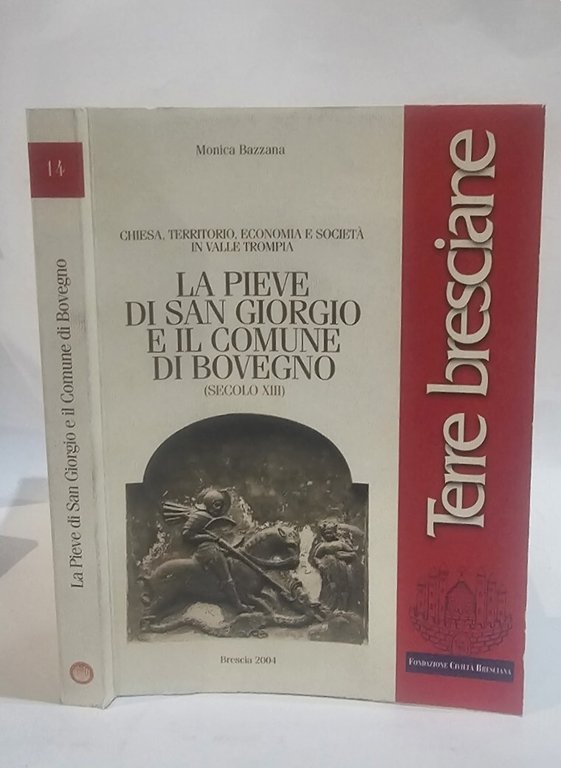 14
La Pieve di San Giorgio e il Comune di Bovegno
Monica Bazzana
CHIESA, TERRITORIO, ECONOMIA E SOCIETÀ
IN VALLE TROMPIA
LA PIEVE
DI SAN GIORGIO
E IL COMUNE
DI BOVEGNO
(SECOLO XIII)
Brescia 2004
Terre bresciane
FONDAZIONE CIVILTÀ BRESCIANA